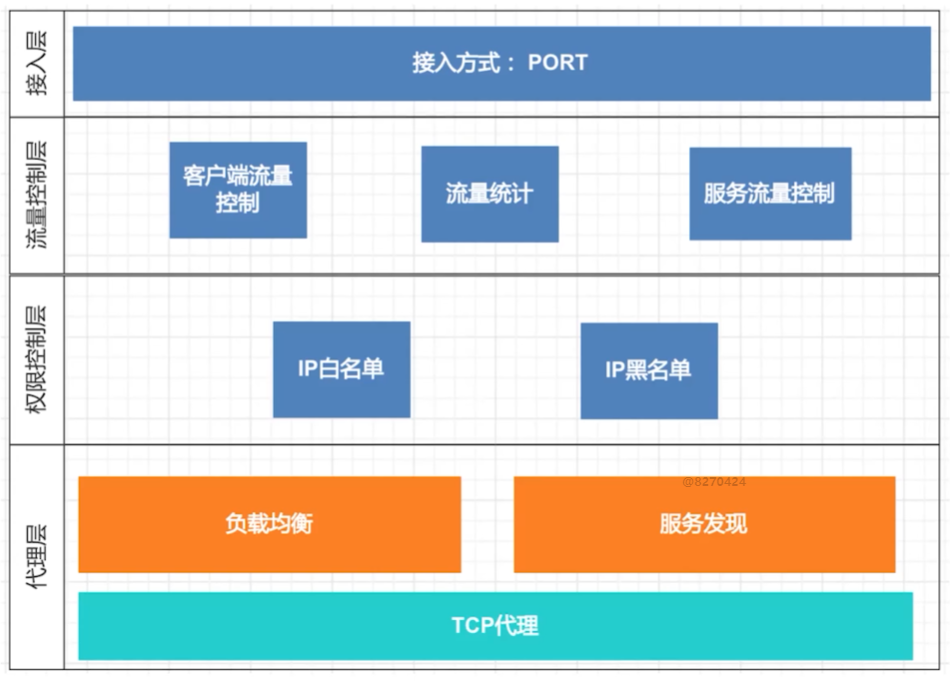 接入层
接入方式： PORT
流量控制层
客户端流量
控制
流量统计
服务流量控制
权限控制层
IP白名单
IP黑名单
代理层
@8270424
负载均衡
服务发现
TCP代理